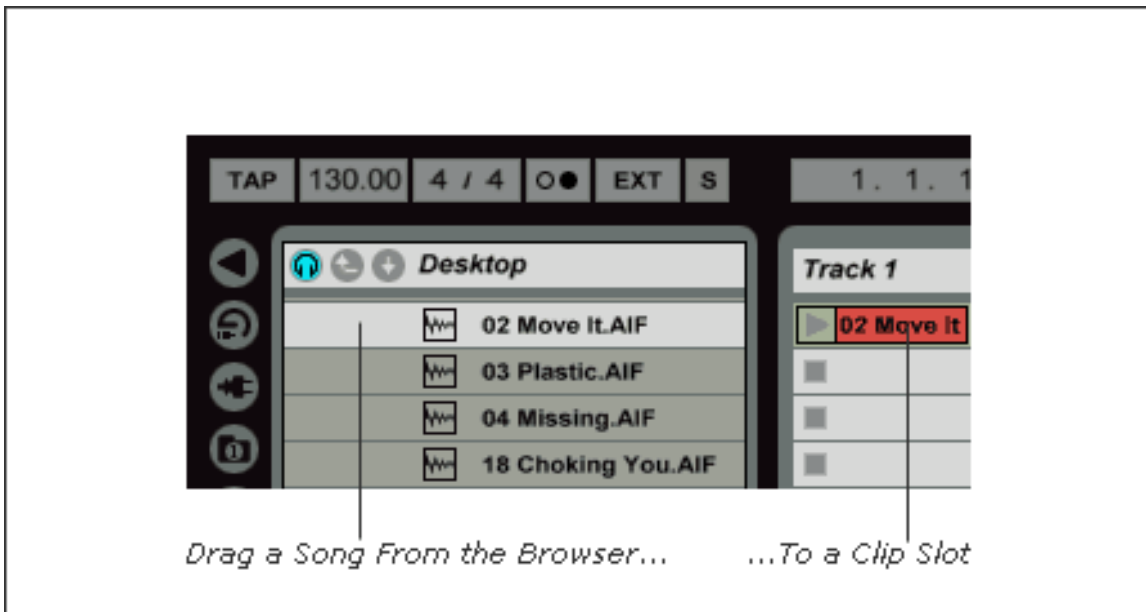 TAP 130.00 4 / 4 EXT S 1. 1. 1
Desktop
Track 1
02 Move It.AIF
02 Move It
03 Plastic.AIF
04 Missing.AIF
18 Choking You.AIF
1
Drag a Song From the Browser... ...To a Clip Slot